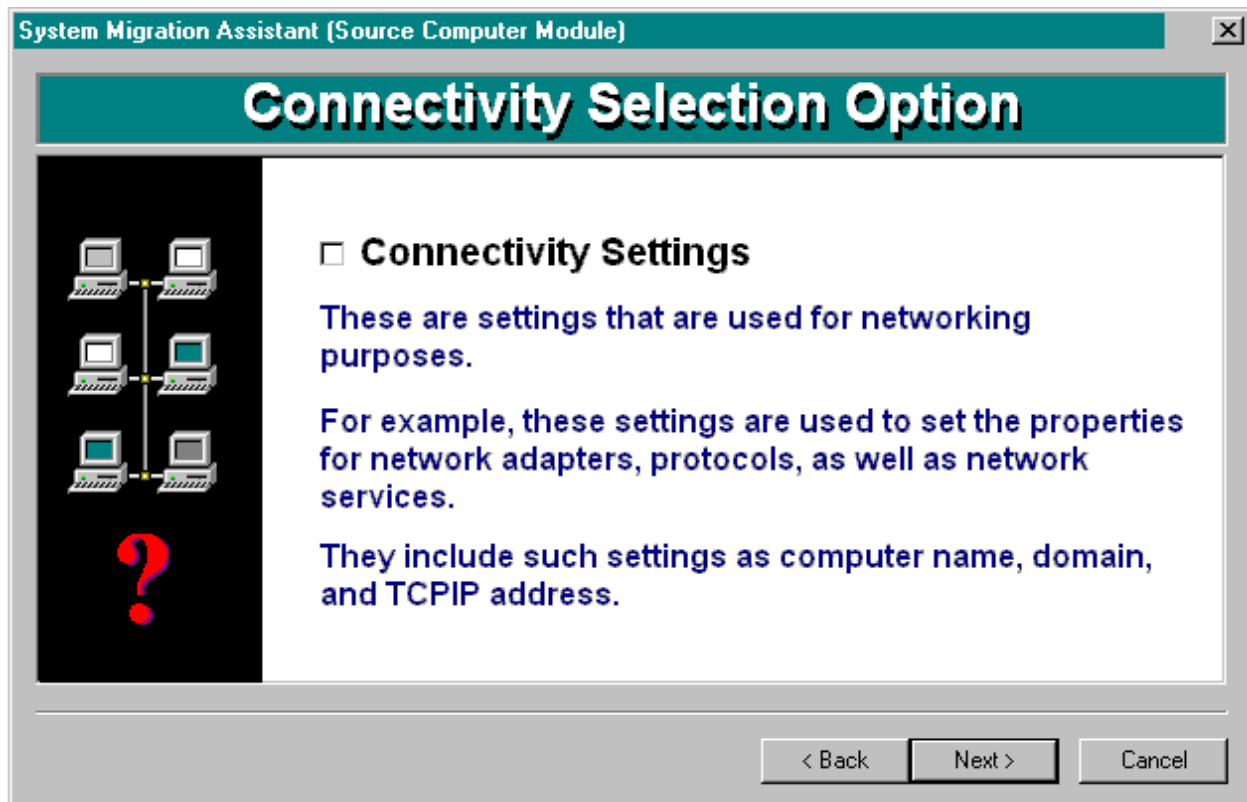 System Migration Assistant (Source Computer Module)
Connectivity Selection Option
Connectivity Settings
These are settings that are used for networking
purposes.
For example, these settings are used to set the properties
for network adapters, protocols, as well as network
services.
They include such settings as computer name, domain,
and TCPIP address.
?
< Back
Next >
Cancel